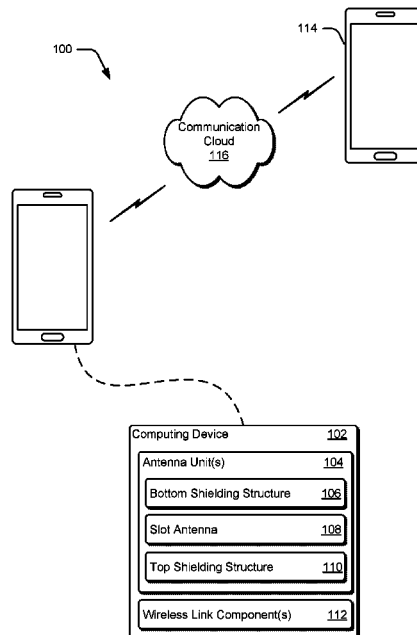 100
114
Communication
Cloud
116
Computing Device 102
Antenna Unit(s) 104
Bottom Shielding Structure 106
Slot Antenna 108
Top Shielding Structure 110
Wireless Link Component(s) 112